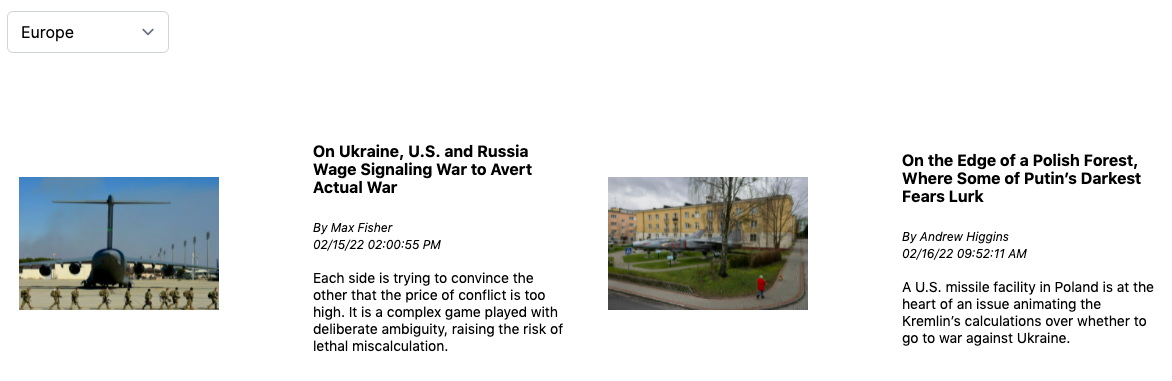 Europe
On Ukraine, U.S. and Russia
Wage Signaling War to Avert
Actual War
By Max Fisher
02/15/22 02:00:55 PM
Each side is trying to convince the
other that the price of conflict is too
high. It is a complex game played with
deliberate ambiguity, raising the risk of
lethal miscalculation.
On the Edge of a Polish Forest,
Where Some of Putin’s Darkest
Fears Lurk
By Andrew Higgins
02/16/22 09:52:11 AM
A U.S. missile facility in Poland is at the
heart of an issue animating the
Kremlin’s calculations over whether to
go to war against Ukraine.